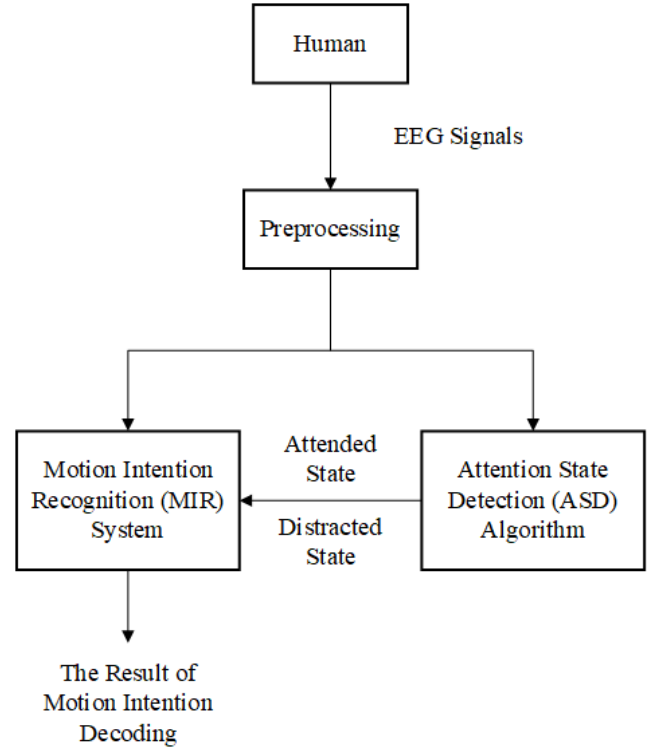 Human
EEG Signals
Preprocessing
Motion Intention
Recognition (MIR)
System
Attended
State
Distracted
State
Attention State
Detection (ASD)
Algorithm
The Result of
Motion Intention
Decoding